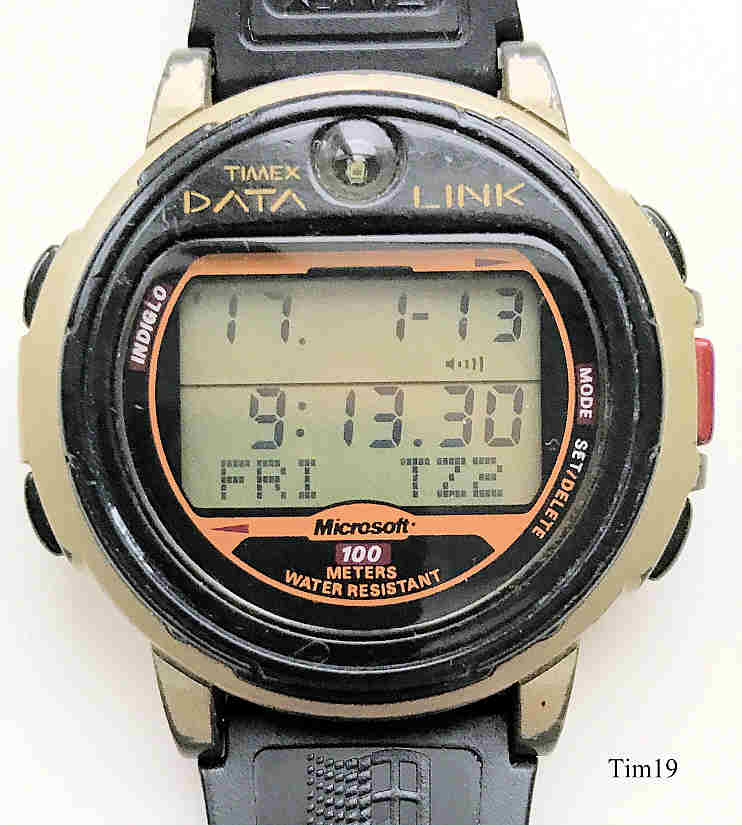 TIMEX
DATA LINK
INDIGLO
17. 1-13
MODE
9:13.30
SET/DELETE
FRI TZE
Microsoft
100
METERS
WATER RESISTANT
Tim19